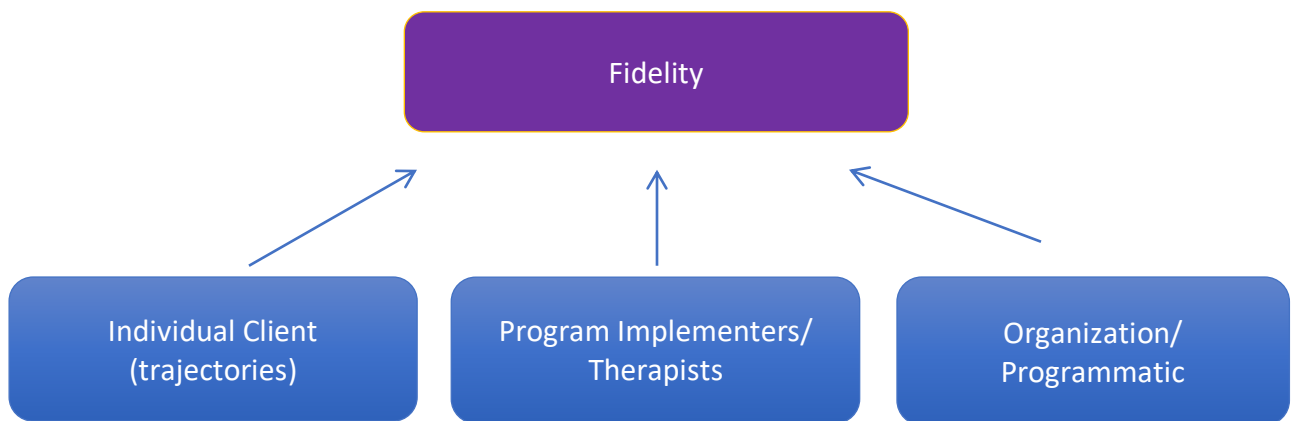 Fidelity
Individual Client
(trajectories)
Program Implementers/
Therapists
Organization/
Programmatic